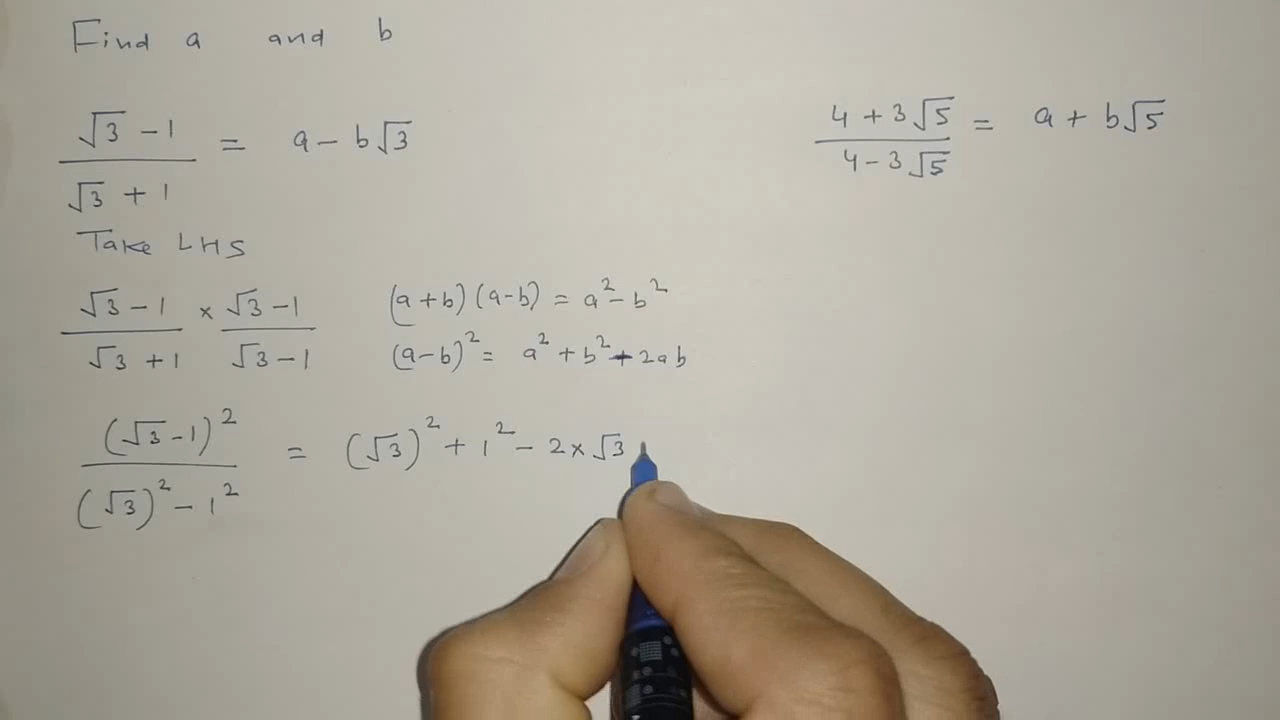 Find a and b
√3 - 1 / √3 + 1 = a - b√3
4 + 3√5 / 4 - 3√5 = a + b√5
Take LHS
√3 - 1 / √3 + 1 × √3 - 1 / √3 - 1
(a+b)(a-b) = a² - b²
(a-b)² = a² + b² - 2ab
(√3 - 1)² / (√3)² - 1² = (√3)² + 1² - 2 × √3